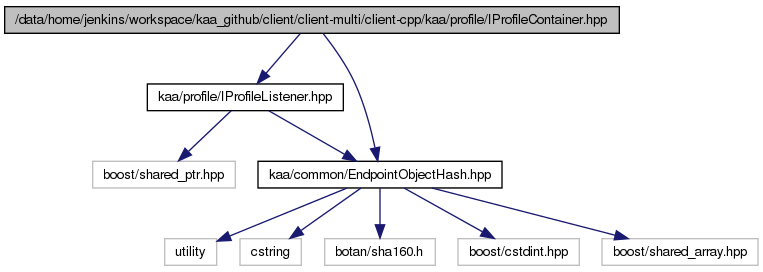 /data/home/jenkins/workspace/kaa_github/client/client-multi/client-cpp/kaa/profile/IProfileContainer.hpp
kaa/profile/IProfileListener.hpp
boost/shared_ptr.hpp
kaa/common/EndpointObjectHash.hpp
utility
cstring
botan/sha160.h
boost/cstdint.hpp
boost/shared_array.hpp